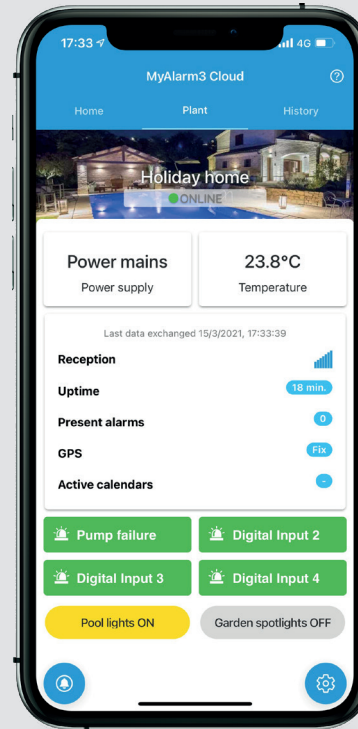 17:33 4G
MyAlarm3 Cloud
Home Plant History
Holiday home
ONLINE
Power mains 23.8°C
Power supply Temperature
Last data exchanged 15/3/2021, 17:33:39
Reception
Uptime 18 min.
Present alarms 0
GPS Fix
Active calendars -
Pump failure Digital Input 2
Digital Input 3 Digital Input 4
Pool lights ON Garden spotlights OFF